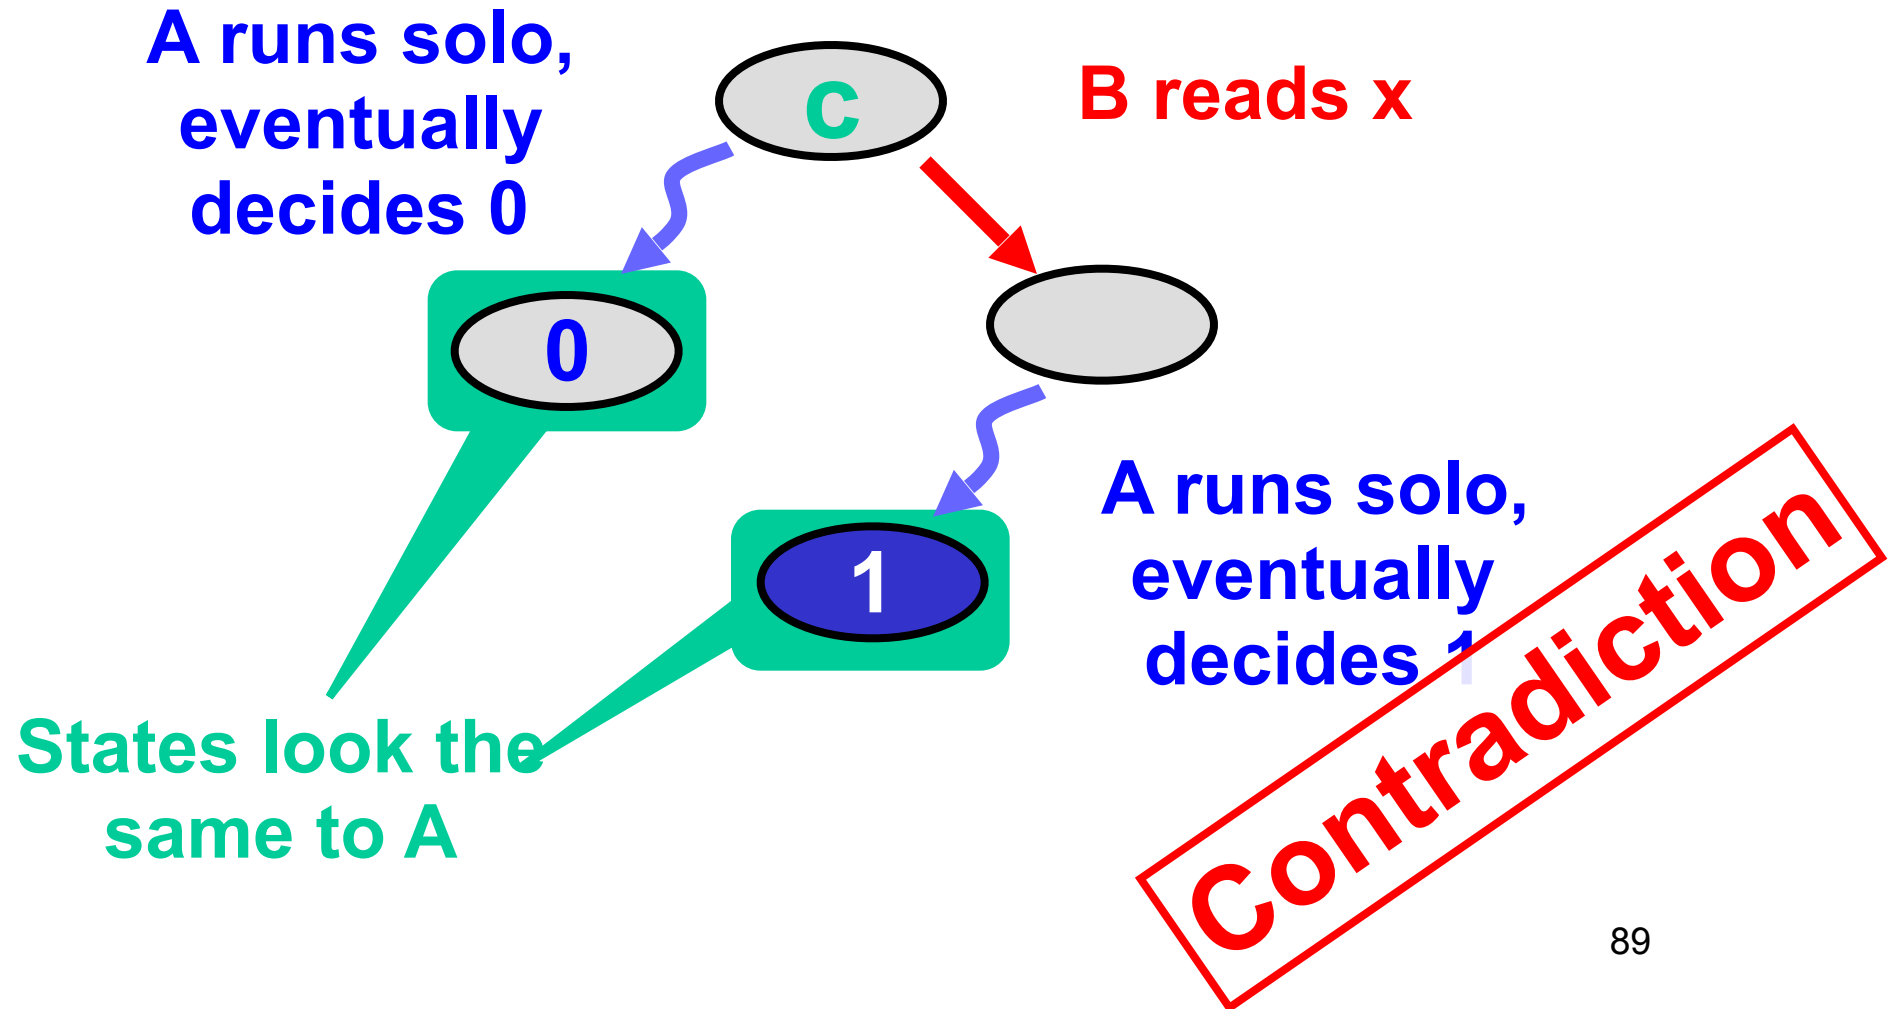 A runs solo,
eventually
decides 0
c
B reads x
0
1
A runs solo,
eventually
decides 1
States look the
same to A
Contradiction
89